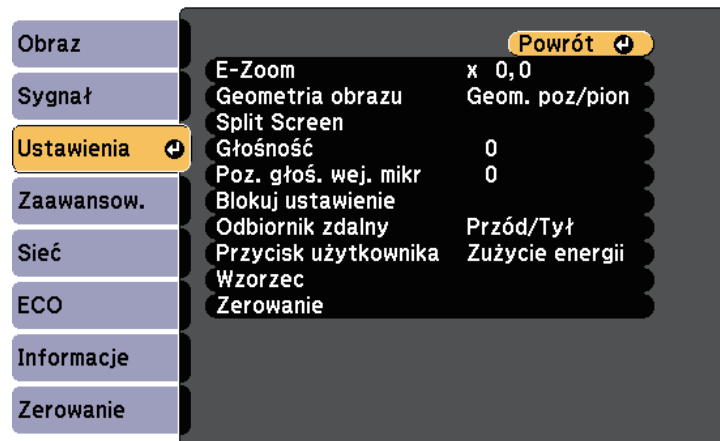 Obraz
Sygnał
Ustawienia
Zaawansow.
Sieć
ECO
Informacje
Zerowanie
Powrót
E-Zoom x 0,0
Geometria obrazu Geom. poz/pion
Split Screen
Głośność 0
Poz. głoś. wej. mikr 0
Blokuj ustawienie
Odbiornik zdalny Przód/Tył
Przycisk użytkownika Zużycie energii
Wzorzec
Zerowanie